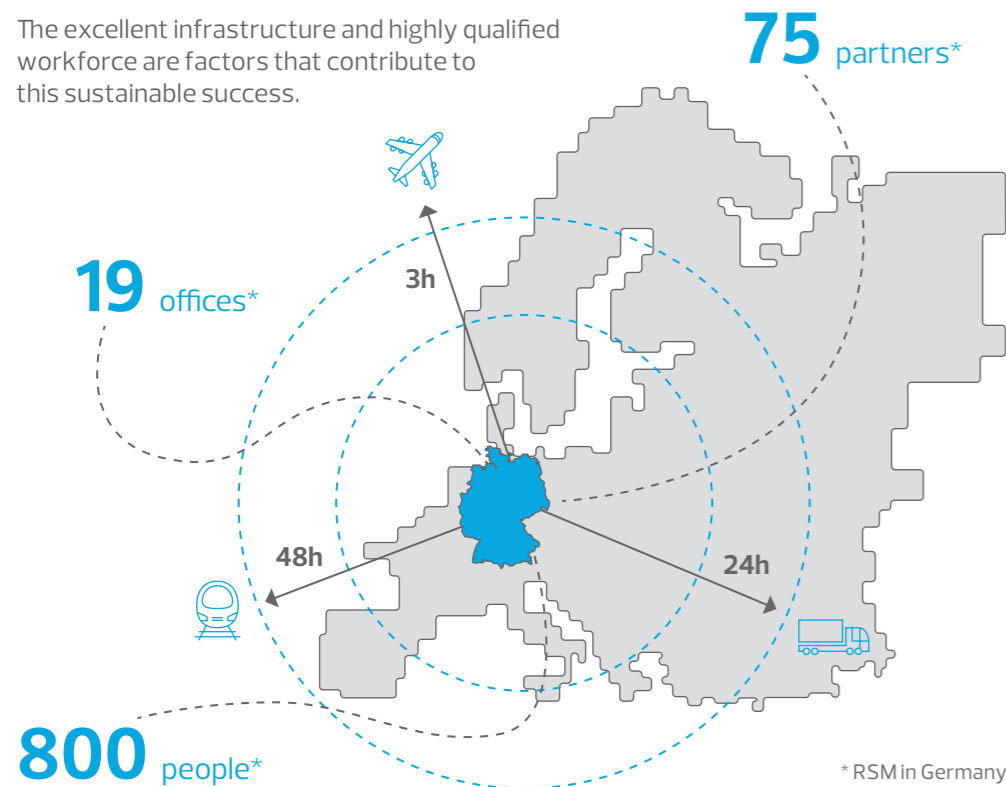 The excellent infrastructure and highly qualified
workforce are factors that contribute to
this sustainable success.
75 partners*
3h
19 offices*
48h
24h
800 people*
* RSM in Germany